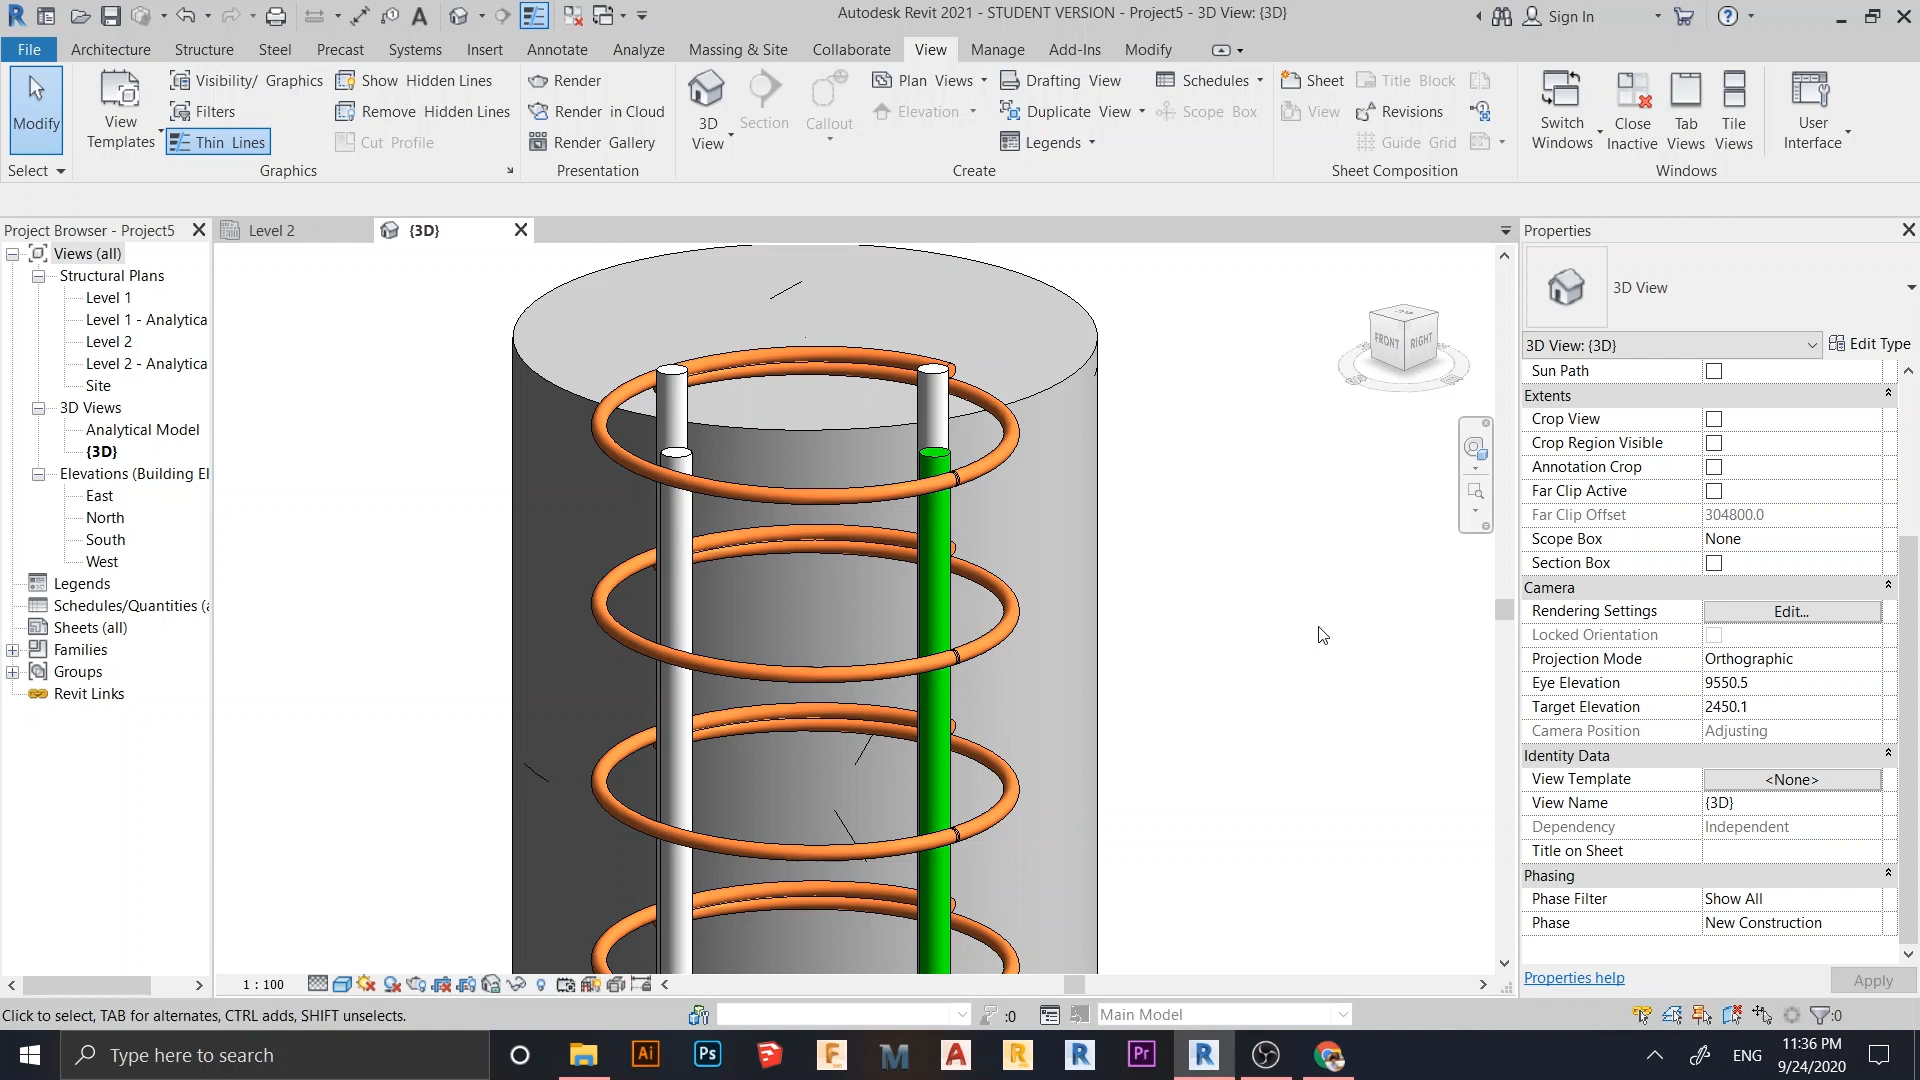 Autodesk Revit 2021 - STUDENT VERSION - Project5 - 3D View: {3D}
Sign In
File Architecture Structure Steel Precast Systems Insert Annotate Analyze Massing & Site Collaborate View Manage Add-Ins Modify
Modify
Select
View Templates
Visibility/ Graphics
Filters
Thin Lines
Show Hidden Lines
Remove Hidden Lines
Cut Profile
Graphics
Render
Render in Cloud
Render Gallery
Presentation
3D View
Section
Callout
Plan Views
Elevation
Drafting View
Duplicate View
Legends
Schedules
Scope Box
Create
Sheet
View
Title Block
Revisions
Guide Grid
Sheet Composition
Switch Windows
Close Inactive
Tab Views
Tile Views
User Interface
Windows
Project Browser - Project5
Views (all)
Structural Plans
Level 1
Level 1 - Analytica
Level 2
Level 2 - Analytica
Site
3D Views
Analytical Model
{3D}
Elevations (Building El
East
North
South
West
Legends
Schedules/Quantities (a
Sheets (all)
Families
Groups
Revit Links
Level 2
{3D}
FRONT
RIGHT
1 : 100
Properties
3D View
3D View: {3D}
Edit Type
Sun Path
Extents
Crop View
Crop Region Visible
Annotation Crop
Far Clip Active
Far Clip Offset 304800.0
Scope Box None
Section Box
Camera
Rendering Settings Edit...
Locked Orientation
Projection Mode Orthographic
Eye Elevation 9550.5
Target Elevation 2450.1
Camera Position Adjusting
Identity Data
View Template <None>
View Name {3D}
Dependency Independent
Title on Sheet
Phasing
Phase Filter Show All
Phase New Construction
Properties help
Apply
Click to select, TAB for alternates, CTRL adds, SHIFT unselects.
:0
Main Model
:0
Type here to search
Ai
Ps
F
M
A
R
R
Pr
R
ENG
11:36 PM
9/24/2020